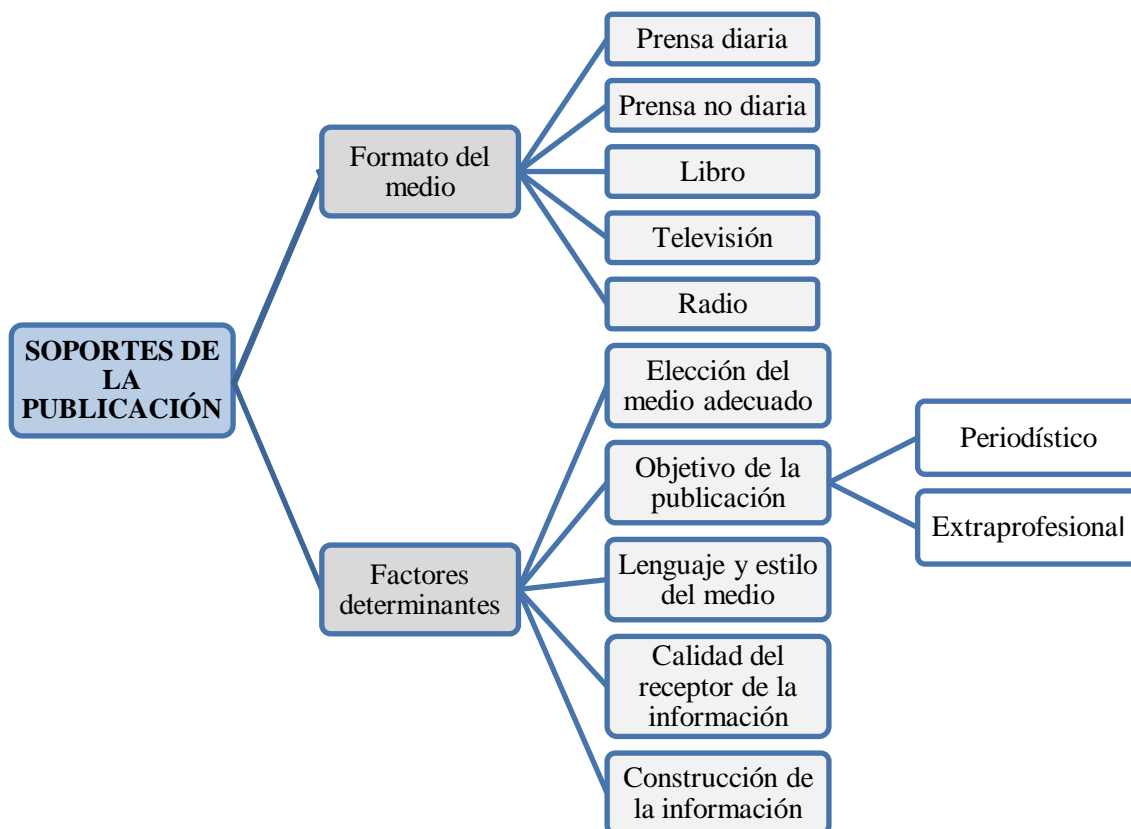 SOPORTES DE
LA
PUBLICACIÓN
Formato del
medio
Prensa diaria
Prensa no diaria
Libro
Televisión
Radio
Factores
determinantes
Elección del
medio adecuado
Objetivo de la
publicación
Periodístico
Extraprofesional
Lenguaje y estilo
del medio
Calidad del
receptor de la
información
Construcción de
la información